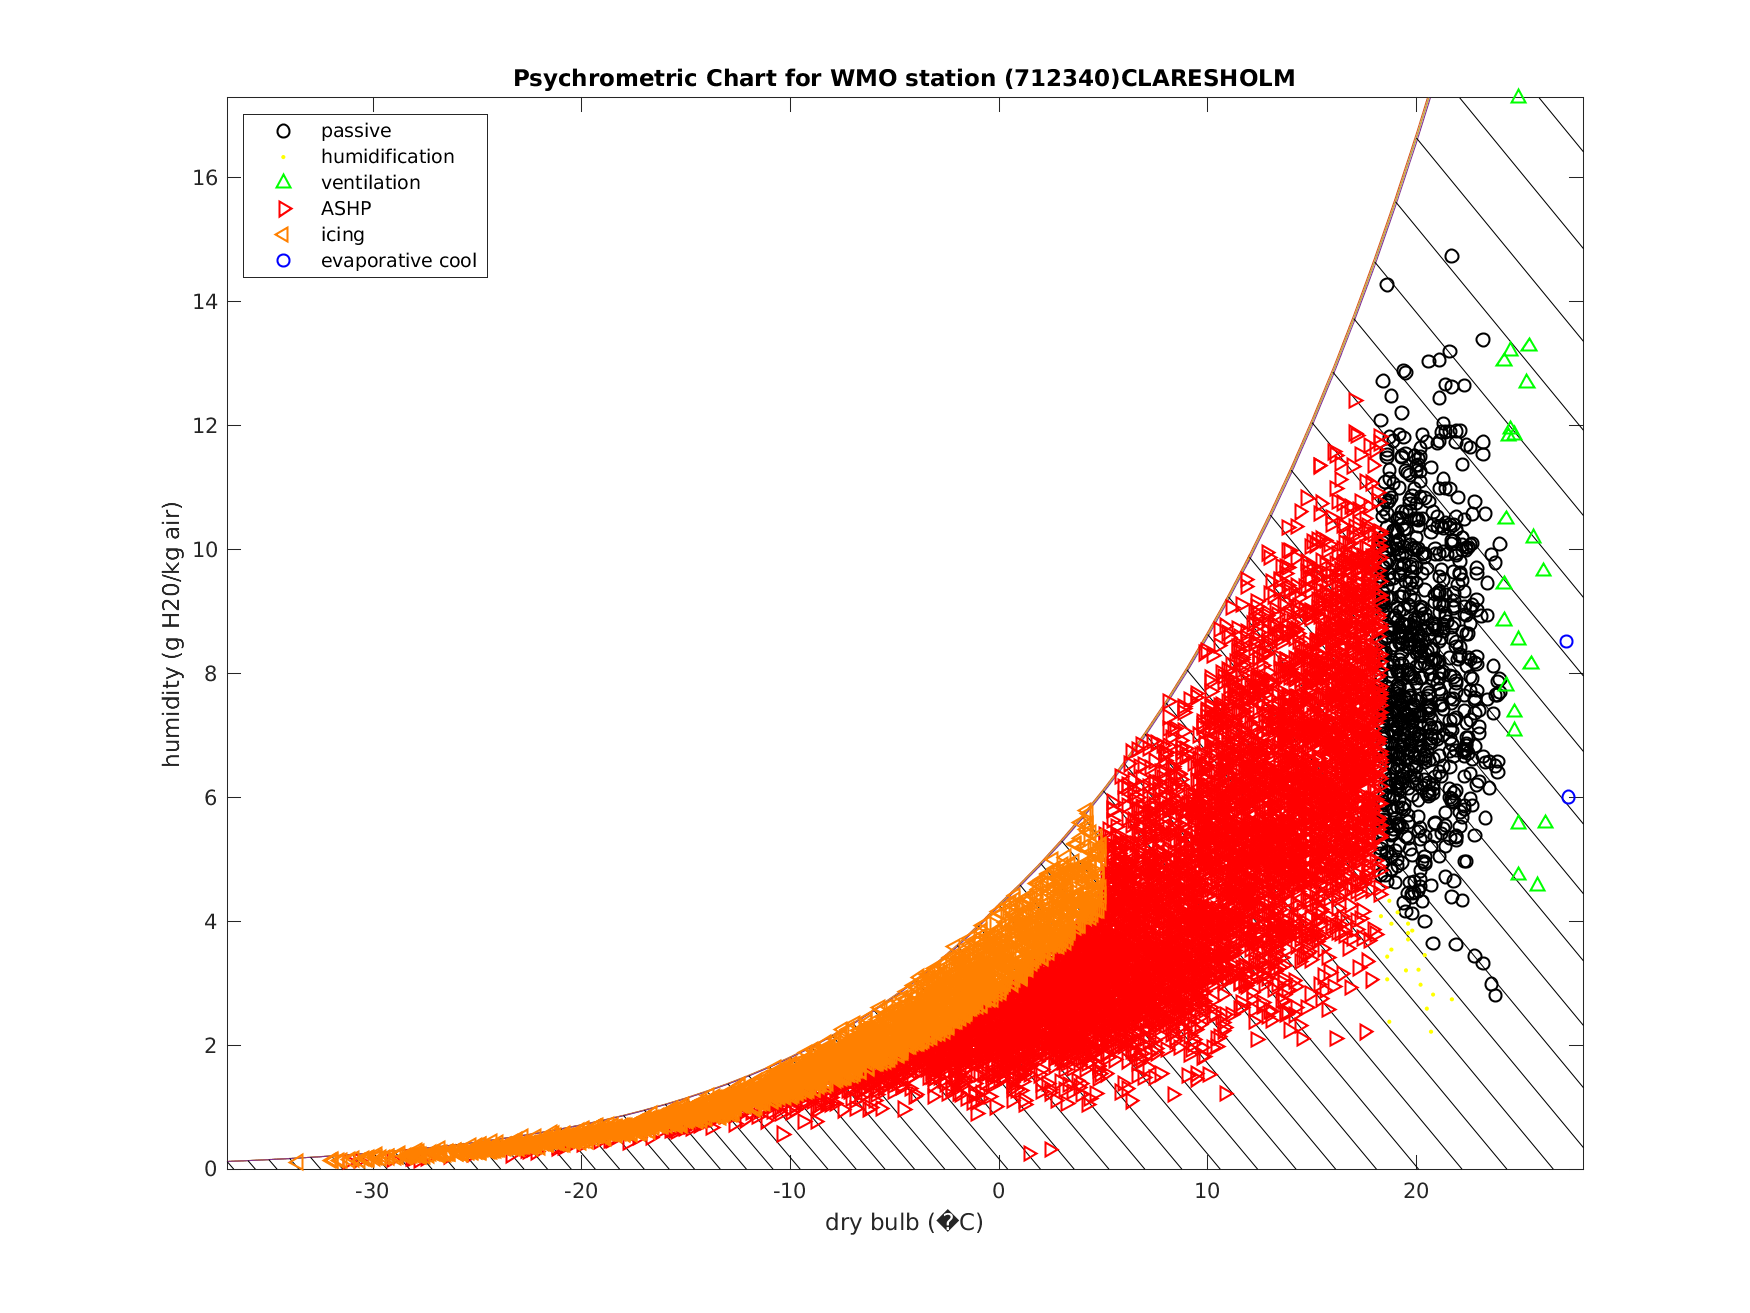 Psychrometric Chart for WMO station (712340)CLARESHOLM
passive
humidification
ventilation
ASHP
icing
evaporative cool
humidity (g H20/kg air)
16
14
12
10
8
6
4
2
0
-30 -20 -10 0 10 20
dry bulb (�C)